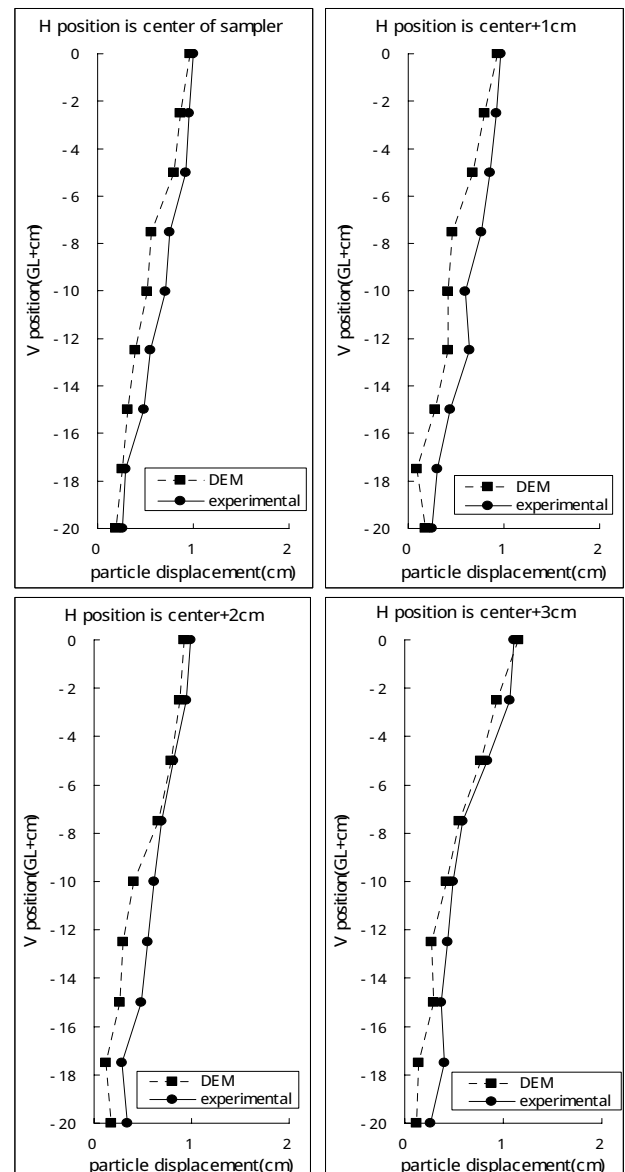 H position is center of sampler
0
- 2
- 4
- 6
- 8
- 10
- 12
- 14
- 16
- 18
- 20
V position(GL+cm)
DEM
experimental
0 1 2
particle displacement(cm)
H position is center+1cm
0
- 2
- 4
- 6
- 8
- 10
- 12
- 14
- 16
- 18
- 20
V position(GL+cm)
DEM
experimental
0 1 2
particle displacement(cm)
H position is center+2cm
0
- 2
- 4
- 6
- 8
- 10
- 12
- 14
- 16
- 18
- 20
V position(GL+cm)
DEM
experimental
0 1 2
particle displacement(cm)
H position is center+3cm
0
- 2
- 4
- 6
- 8
- 10
- 12
- 14
- 16
- 18
- 20
V position(GL+cm)
DEM
experimental
0 1 2
particle displacement(cm)